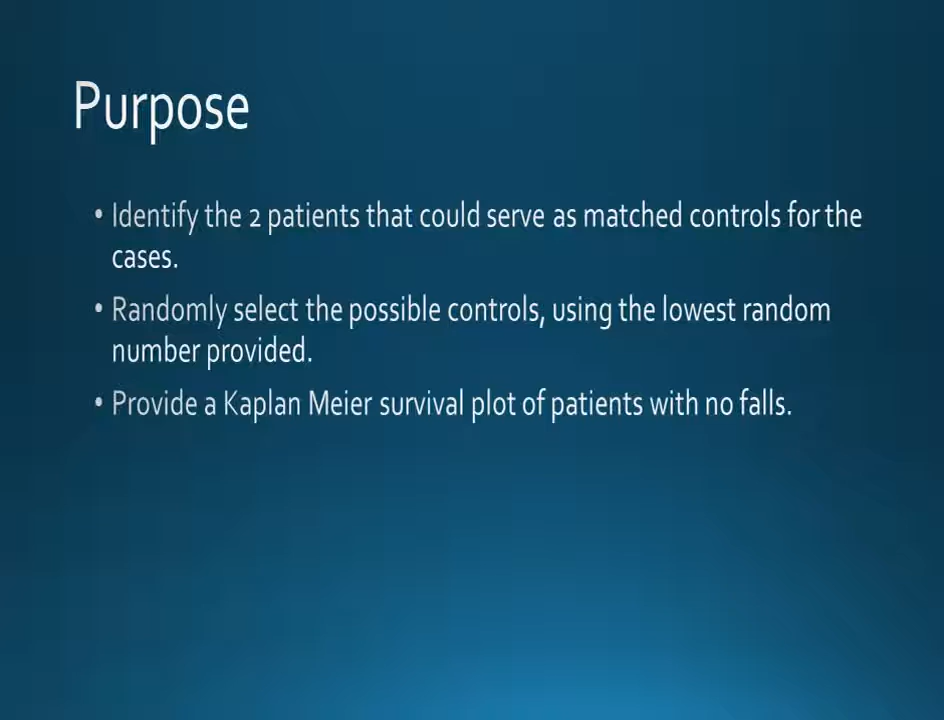 Purpose
• Identify the 2 patients that could serve as matched controls for the
cases.
• Randomly select the possible controls, using the lowest random
number provided.
• Provide a Kaplan Meier survival plot of patients with no falls.